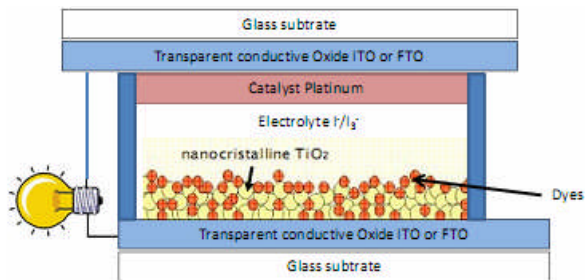 Glass subtrate
Transparent conductive Oxide ITO or FTO
Catalyst Platinum
Electrolyte I⁻/I₃⁻
nanocristalline TiO₂
Dyes
Transparent conductive Oxide ITO or FTO
Glass subtrate